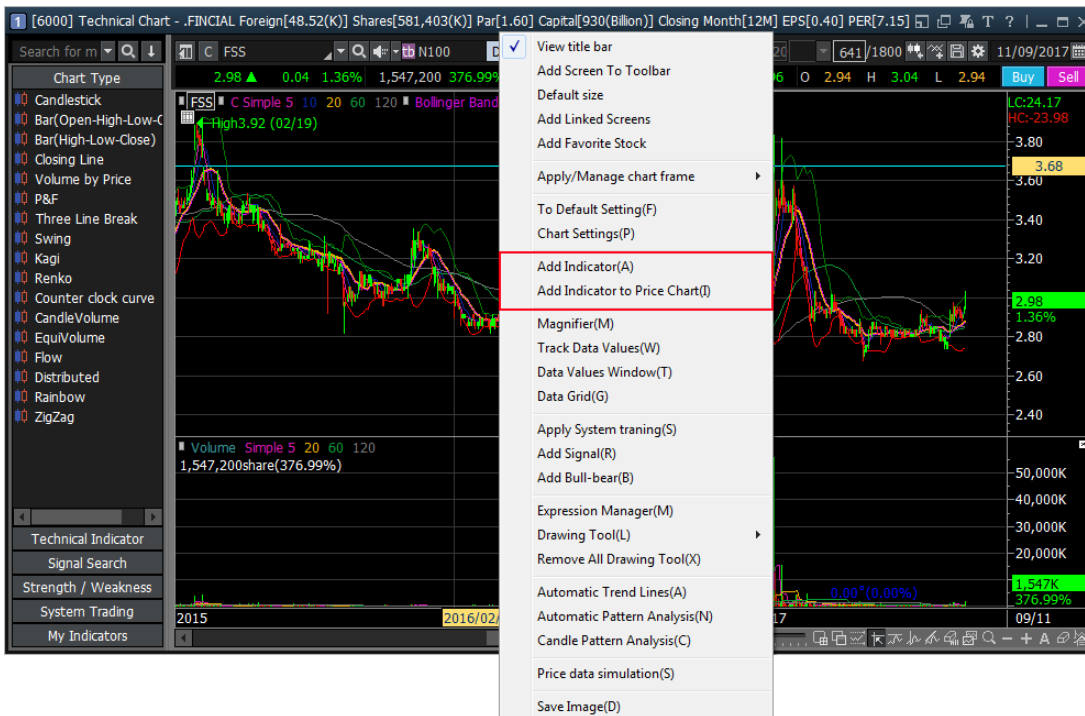 1 [6000] Technical Chart - .FINCIAL Foreign[48.52(K)] Shares[581,403(K)] Par[1.60] Capital[930(Billion)] Closing Month[12M] EPS[0.40] PER[7.15] T ?
Search for m C FSS tb N100 D 20 641/1800 11/09/2017
Chart Type 2.98 ▲ 0.04 1.36% 1,547,200 376.99% O 2.94 H 3.04 L 2.94 Buy Sell
Candlestick
Bar(Open-High-Low-C
Bar(High-Low-Close)
Closing Line
Volume by Price
P&F
Three Line Break
Swing
Kagi
Renko
Counter clock curve
CandleVolume
EquiVolume
Flow
Distributed
Rainbow
ZigZag
Technical Indicator
Signal Search
Strength / Weakness
System Trading
My Indicators
FSS C Simple 5 10 20 60 120 Bollinger Band
High3.92 (02/19)
Volume Simple 5 20 60 120
1,547,200share(376.99%)
View title bar
Add Screen To Toolbar
Default size
Add Linked Screens
Add Favorite Stock
Apply/Manage chart frame
To Default Setting(F)
Chart Settings(P)
Add Indicator(A)
Add Indicator to Price Chart(I)
Magnifier(M)
Track Data Values(W)
Data Values Window(T)
Data Grid(G)
Apply System traning(S)
Add Signal(R)
Add Bull-bear(B)
Expression Manager(M)
Drawing Tool(L)
Remove All Drawing Tool(X)
Automatic Trend Lines(A)
Automatic Pattern Analysis(N)
Candle Pattern Analysis(C)
Price data simulation(S)
Save Image(D)
LC:24.17
HC:-23.98
3.80
3.68
3.60
3.40
3.20
2.98
1.36%
2.80
2.60
2.40
50,000K
40,000K
30,000K
20,000K
1,547K
376.99%
0.00°(0.00%)
2015 2016/02/ 17 09/11
A